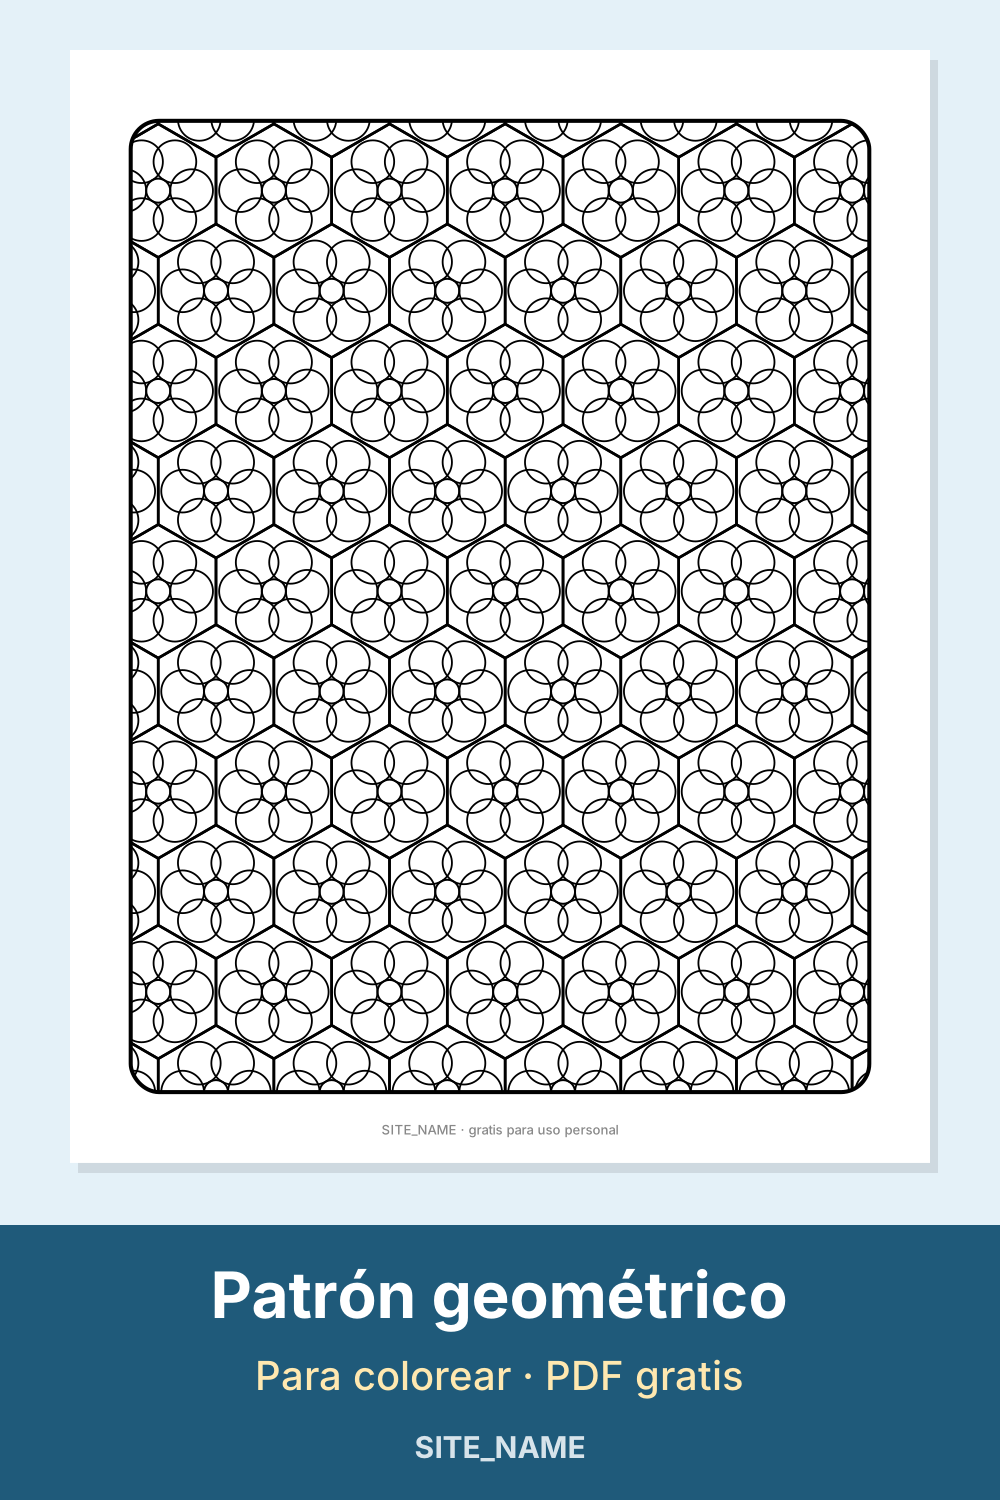 SITE_NAME · gratis para uso personal
Patrón geométrico
Para colorear · PDF gratis
SITE_NAME